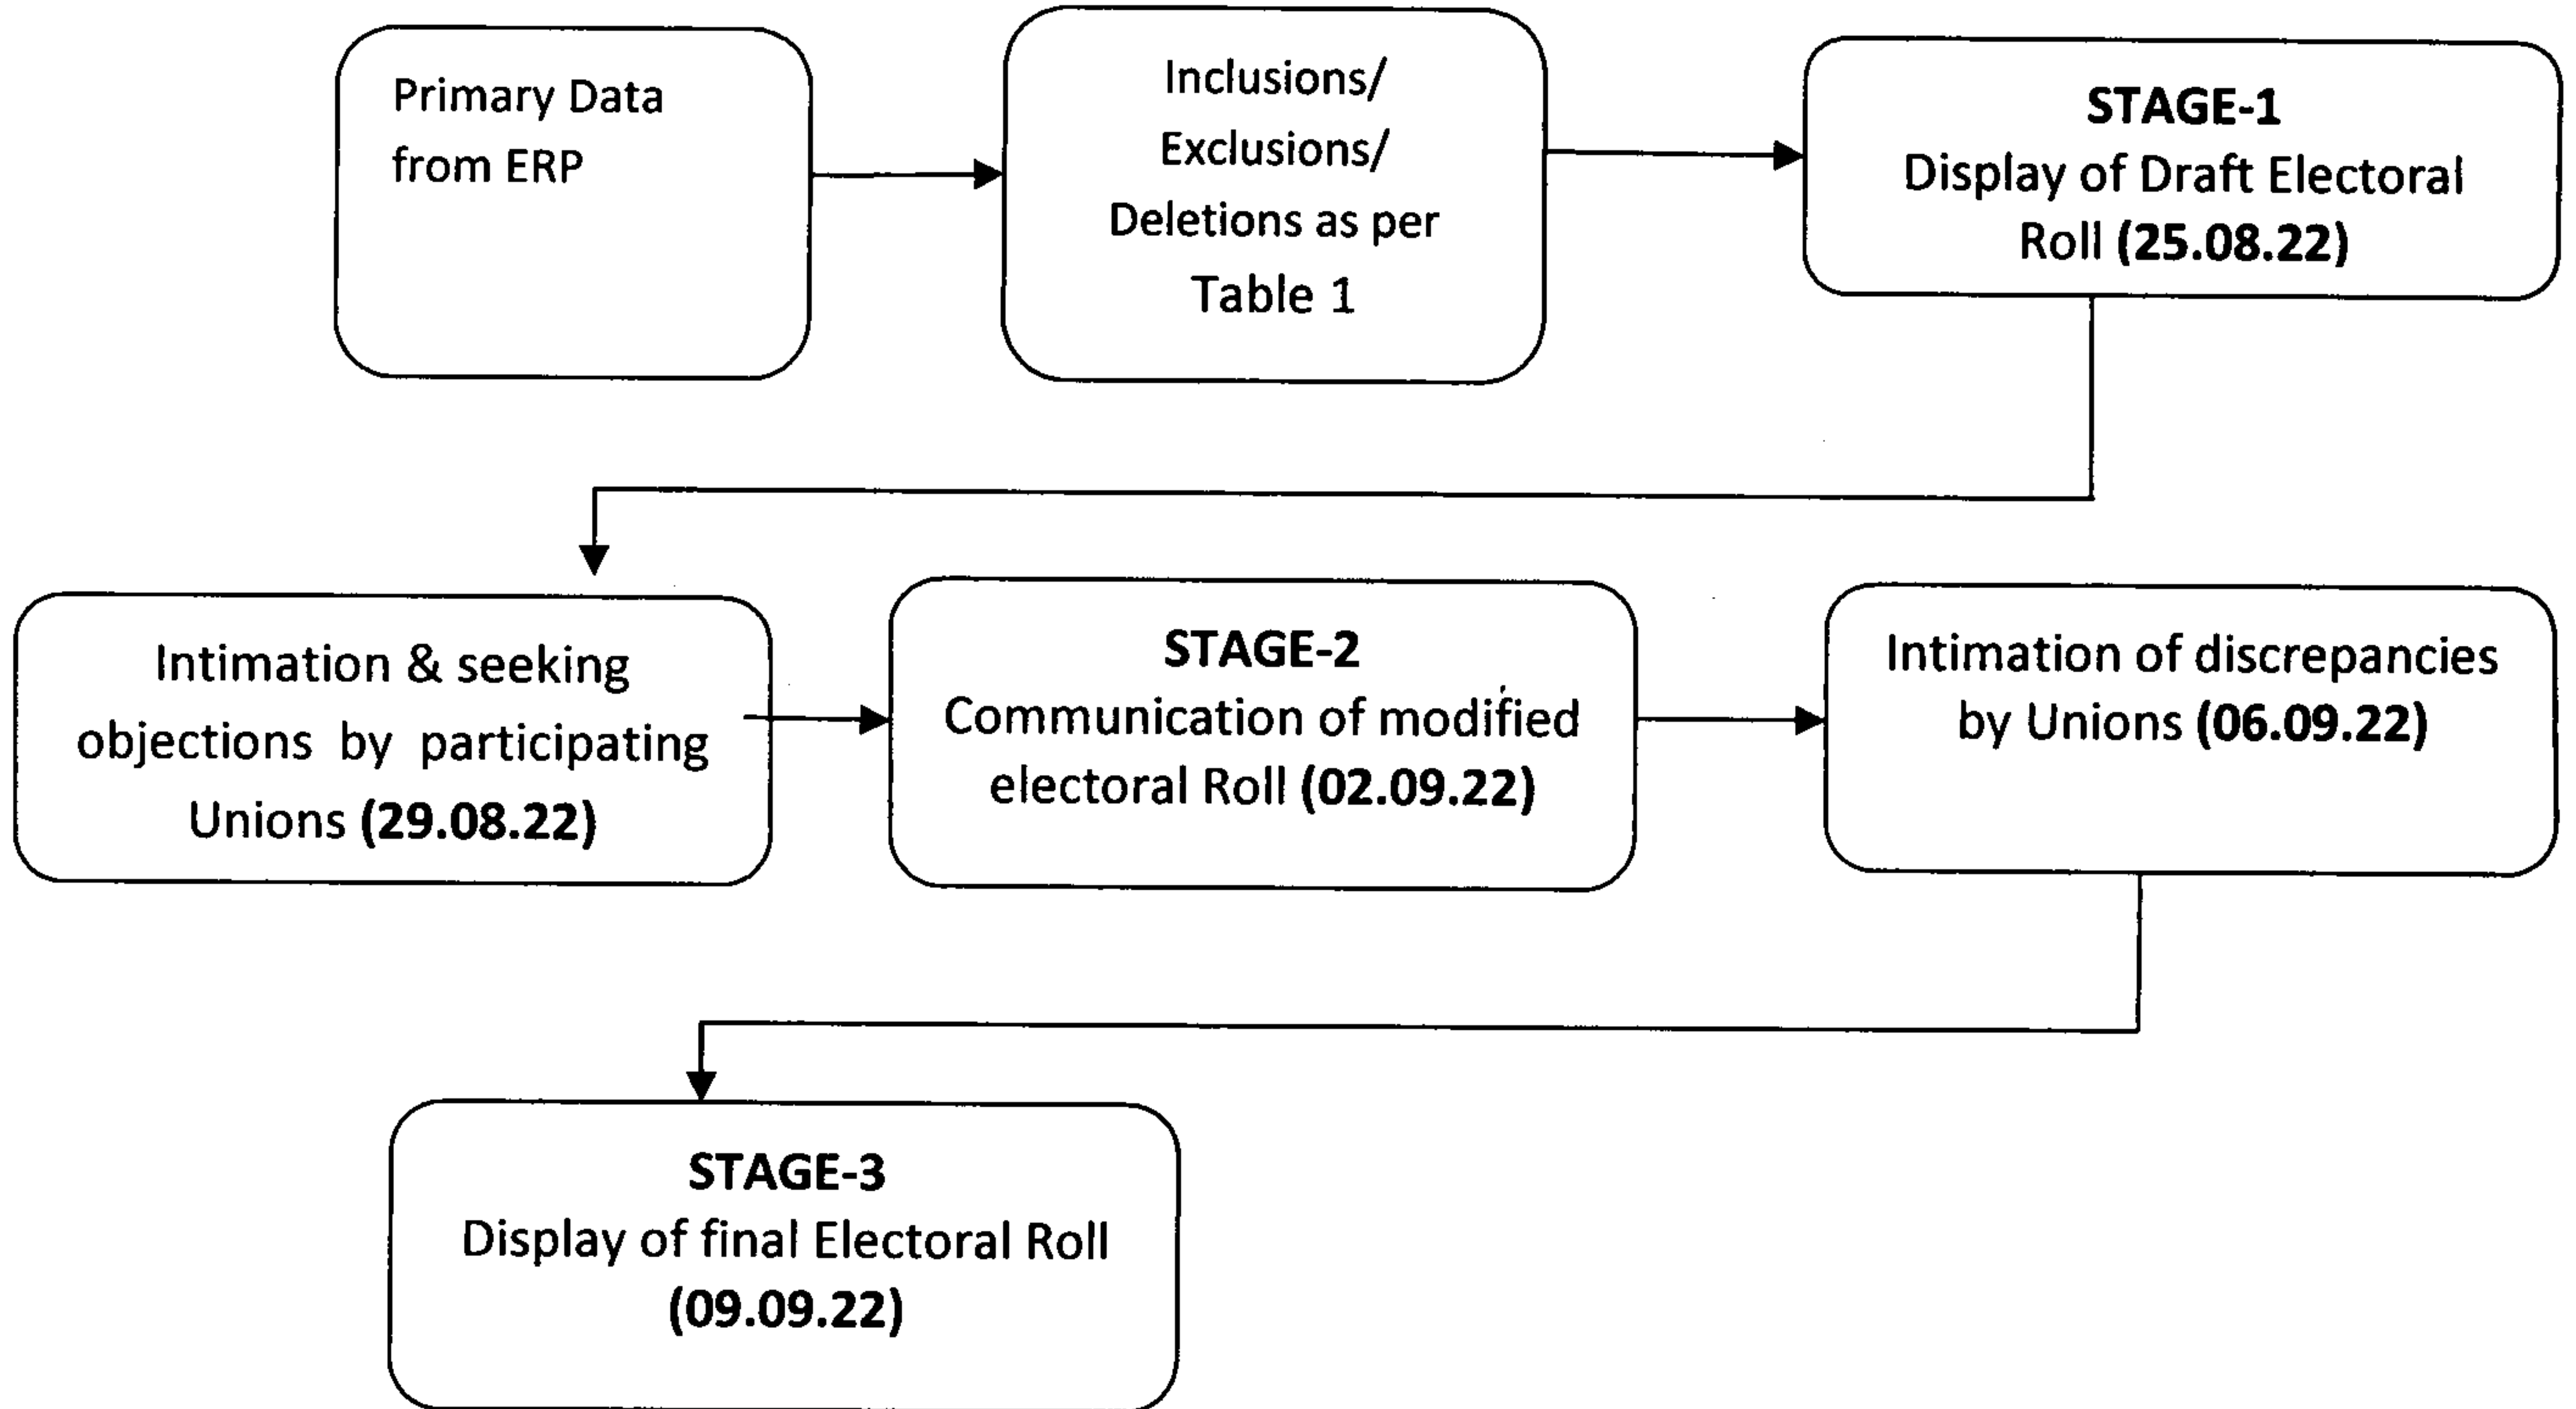 Primary Data
from ERP
Inclusions/
Exclusions/
Deletions as per
Table 1
STAGE-1
Display of Draft Electoral
Roll (25.08.22)
Intimation & seeking
objections by participating
Unions (29.08.22)
STAGE-2
Communication of modified
electoral Roll (02.09.22)
Intimation of discrepancies
by Unions (06.09.22)
STAGE-3
Display of final Electoral Roll
(09.09.22)